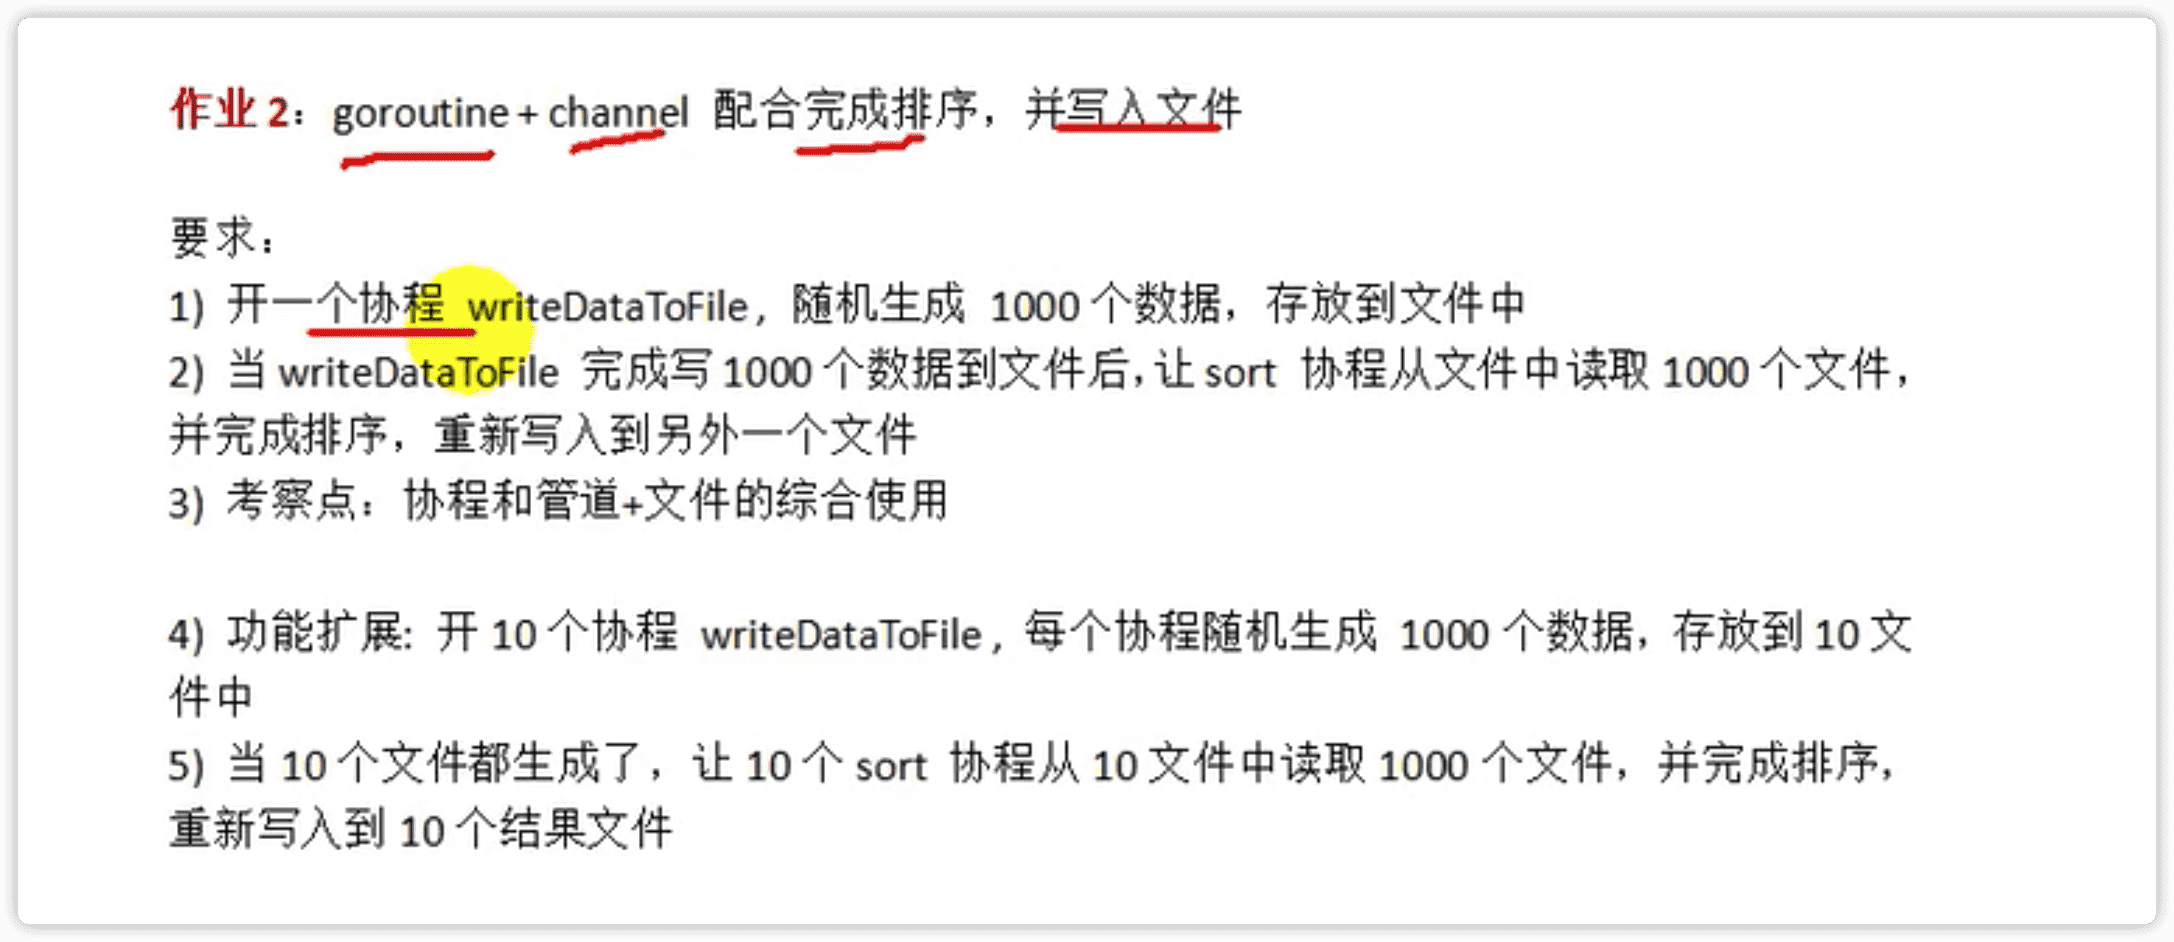 作业 2：goroutine + channel 配合完成排序，并写入文件
要求：
1) 开一个协程 writeDataToFile，随机生成 1000 个数据，存放到文件中
2) 当 writeDataToFile 完成写 1000 个数据到文件后，让 sort 协程从文件中读取 1000 个文件，
并完成排序，重新写入到另外一个文件
3) 考察点：协程和管道+文件的综合使用
4) 功能扩展: 开 10 个协程 writeDataToFile，每个协程随机生成 1000 个数据，存放到 10 文
件中
5) 当 10 个文件都生成了，让 10 个 sort 协程从 10 文件中读取 1000 个文件，并完成排序，
重新写入到 10 个结果文件